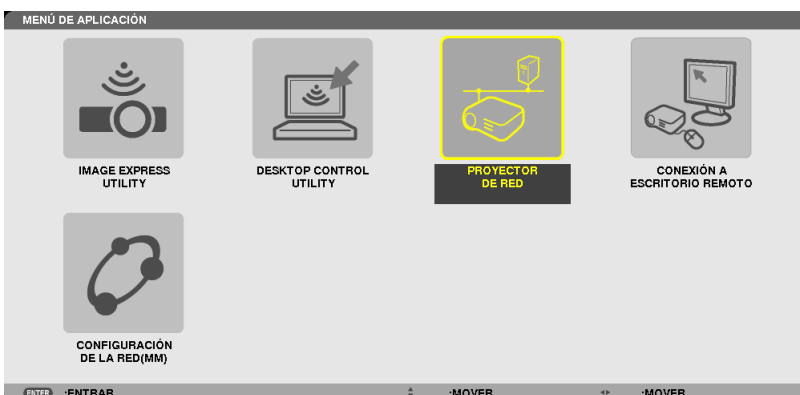 MENÚ DE APLICACIÓN
IMAGE EXPRESS
UTILITY
DESKTOP CONTROL
UTILITY
PROYECTOR
DE RED
CONEXIÓN A
ESCRITORIO REMOTO
CONFIGURACIÓN
DE LA RED(MM)
ENTER :ENTRAR :MOVER :MOVER